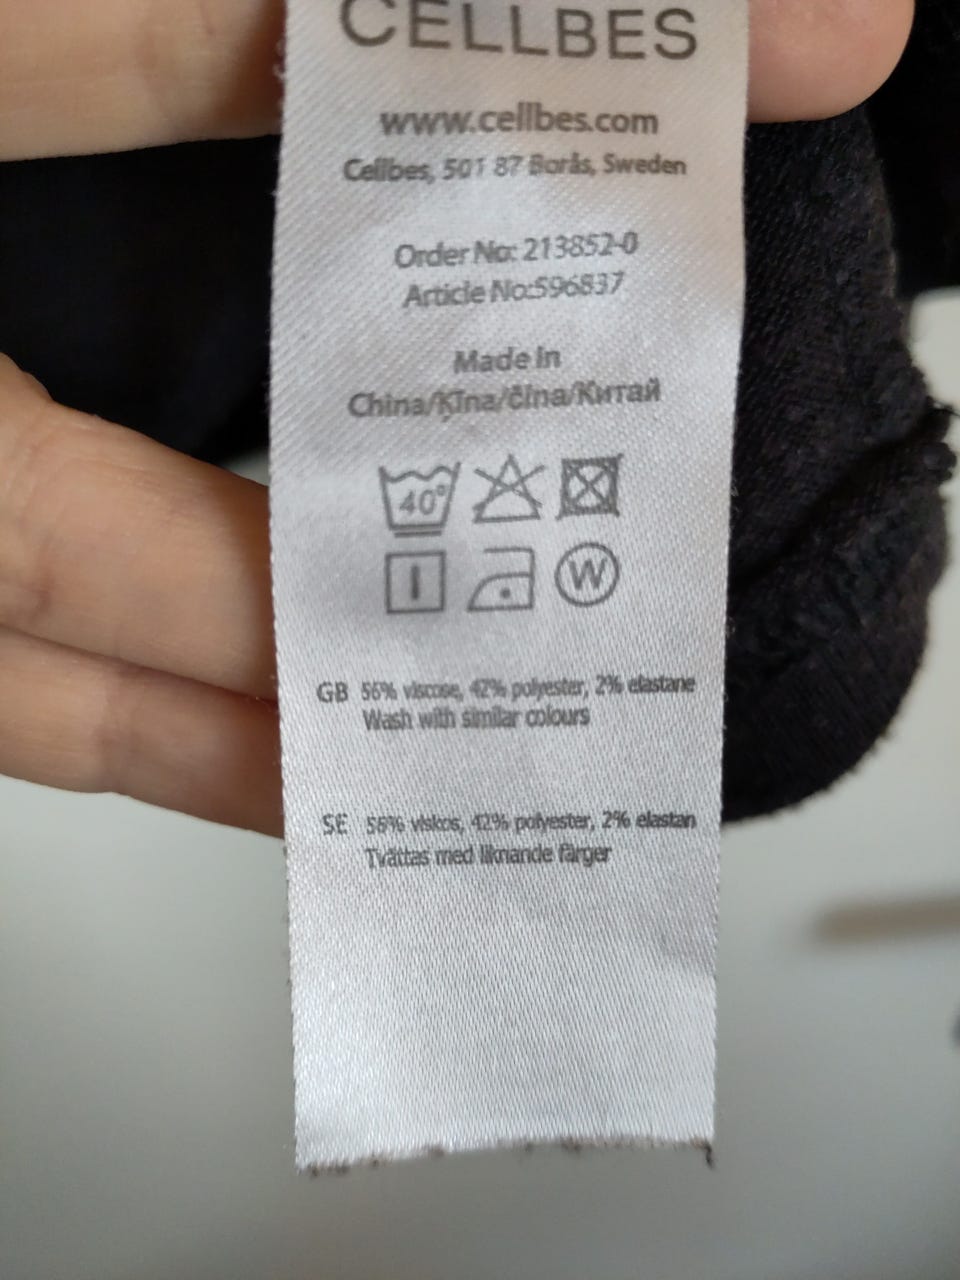 CELLBES
www.cellbes.com
Cellbes, 501 87 Borås, Sweden
Order No: 213852-0
Article No:596837
Made in
China/Ķīna/čína/Китай
40°
W
GB 56% viscose, 42% polyester, 2% elastane
Wash with similar colours
SE 56% viskos, 42% polyester, 2% elastan
Tvättas med liknande färger